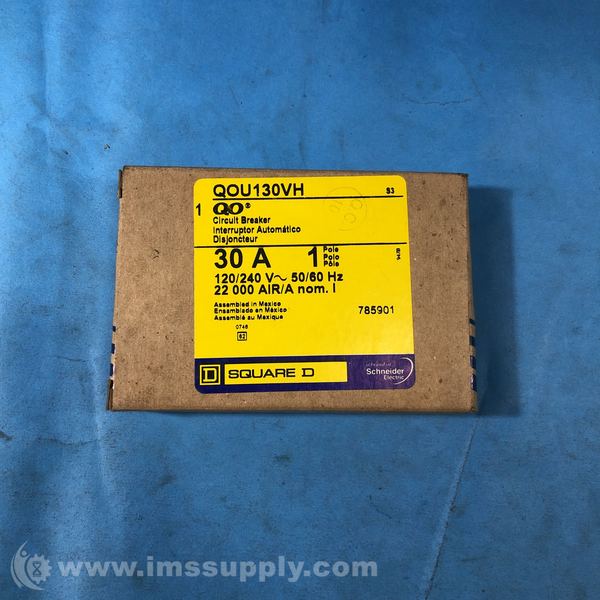 QOU130VH S3
1 QO®
Circuit Breaker
Interruptor Automático
Disjoncteur
30 A 1 Pole
Polo
Pôle
120/240 V~ 50/60 Hz
22 000 AIR/A nom. I
Assembled in Mexico
Ensamblado en México
Assemblé au Mexique
785901
0746
62
D SQUARE D
Schneider
Electric
www.imssupply.com